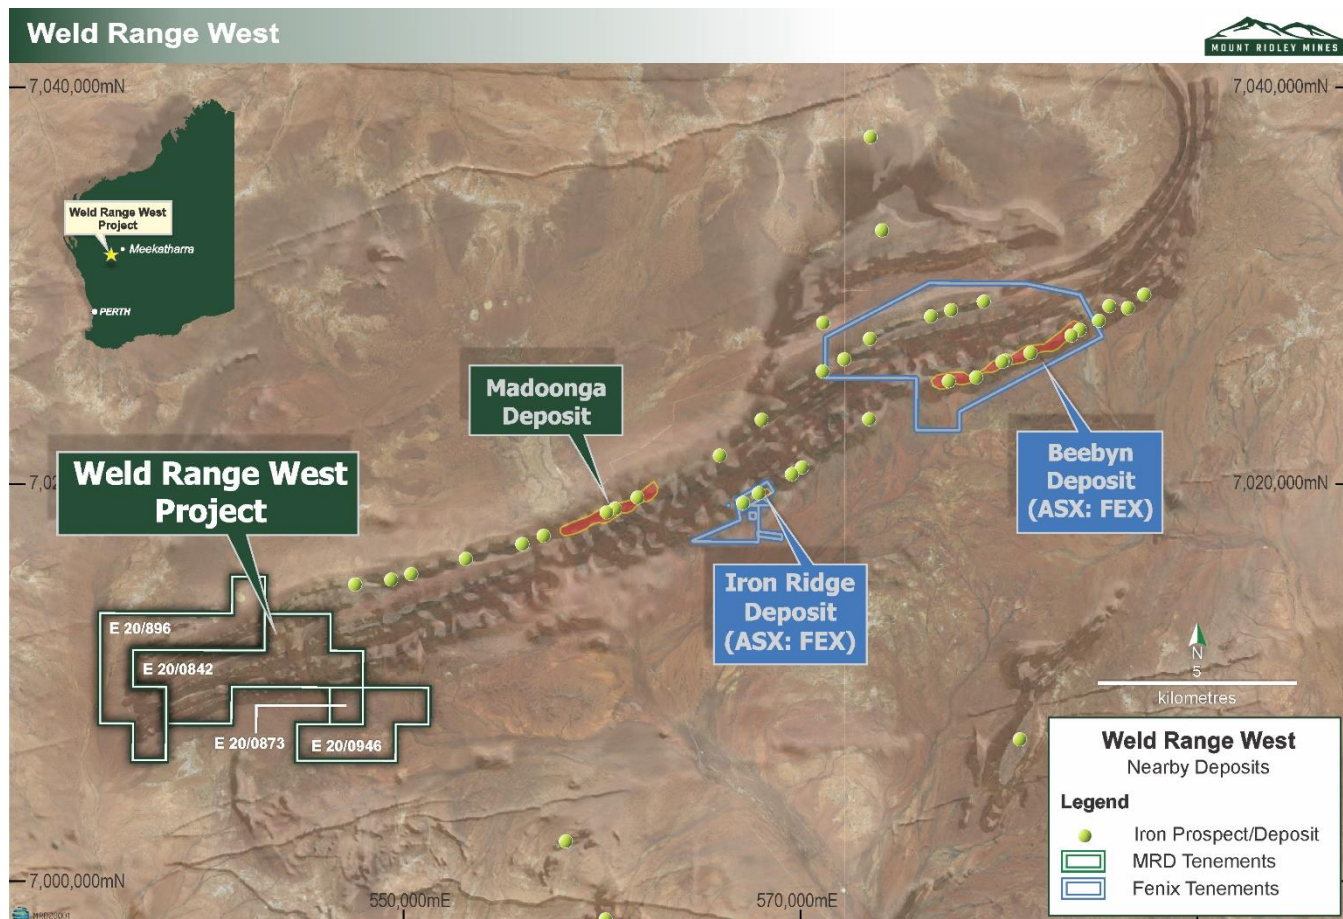 Weld Range West
MOUNT RIDLEY MINES
7,040,000mN
7,040,000mN
Weld Range West
Project
Meekatharra
PERTH
Madoonga
Deposit
Weld Range West
Project
Beebyn
Deposit
(ASX: FEX)
7,020,000mN
Iron Ridge
Deposit
(ASX: FEX)
E 20/896
E 20/0842
E 20/0873
E 20/0946
N
5
kilometres
Weld Range West
Nearby Deposits
Legend
Iron Prospect/Deposit
MRD Tenements
Fenix Tenements
7,000,000mN
550,000mE
570,000mE